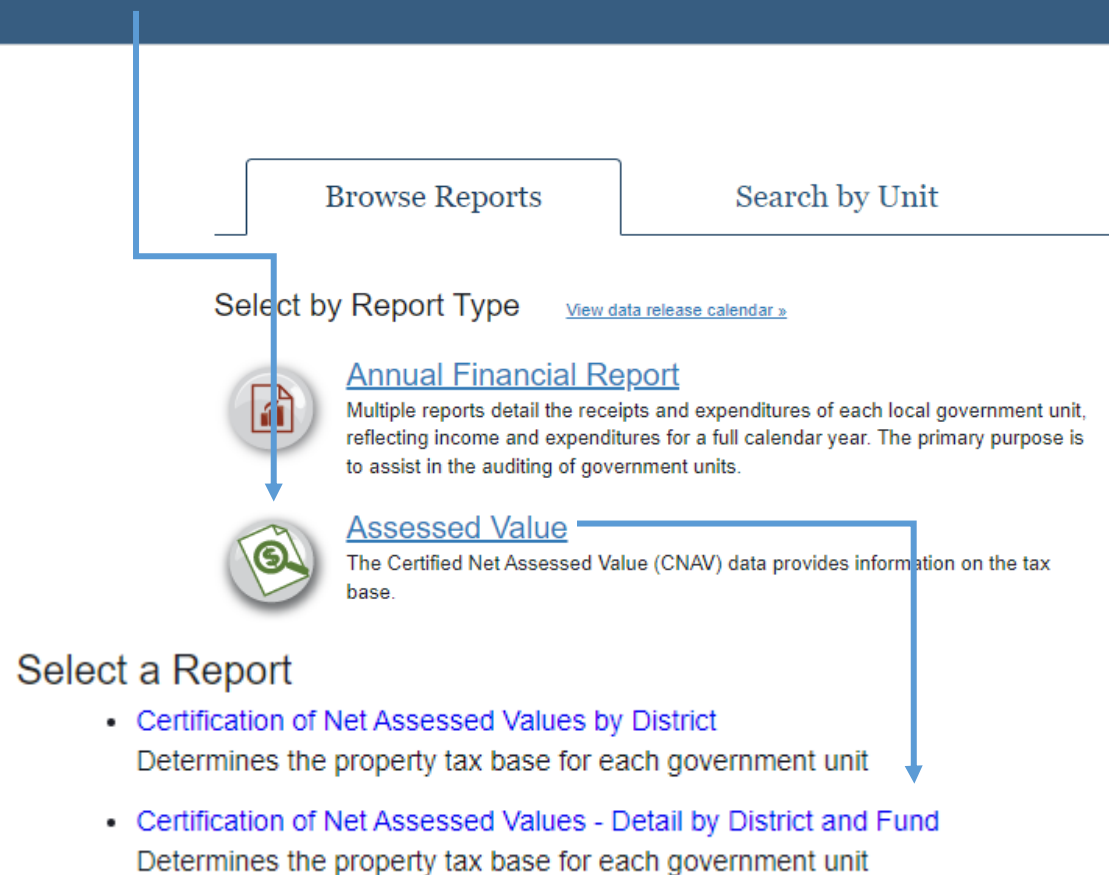 Browse Reports
Search by Unit
Select by Report Type
View data release calendar »
Annual Financial Report
Multiple reports detail the receipts and expenditures of each local government unit,
reflecting income and expenditures for a full calendar year. The primary purpose is
to assist in the auditing of government units.
Assessed Value
The Certified Net Assessed Value (CNAV) data provides information on the tax
base.
Select a Report
• Certification of Net Assessed Values by District
Determines the property tax base for each government unit
• Certification of Net Assessed Values - Detail by District and Fund
Determines the property tax base for each government unit